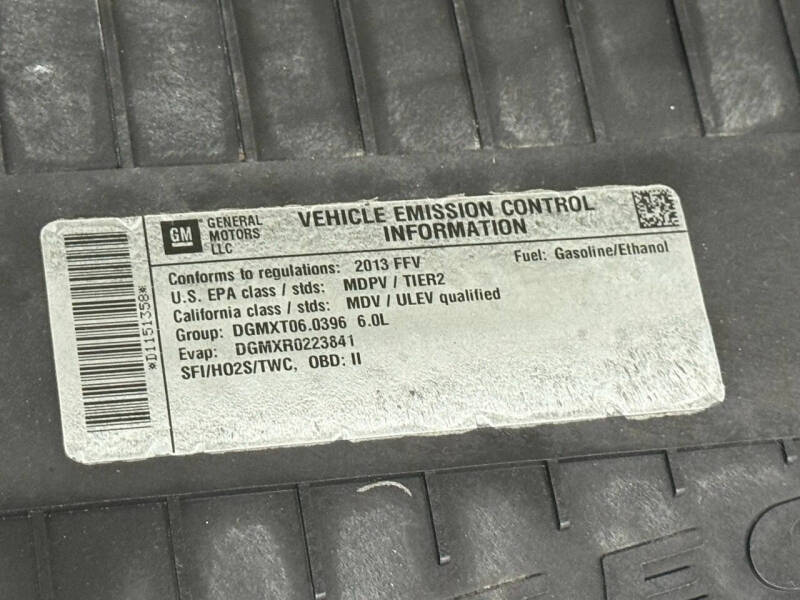 GM
GENERAL
MOTORS
LLC
VEHICLE EMISSION CONTROL
INFORMATION
Conforms to regulations: 2013 FFV
Fuel: Gasoline/Ethanol
U.S. EPA class / stds: MDPV / TIER2
California class / stds: MDV / ULEV qualified
Group: DGMXT06.0396 6.0L
Evap: DGMXR0223841
SFI/HO2S/TWC, OBD: II
*D1151358*